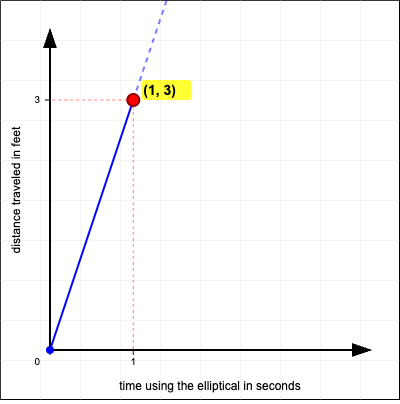 (1, 3)
3
distance traveled in feet
0
1
time using the elliptical in seconds